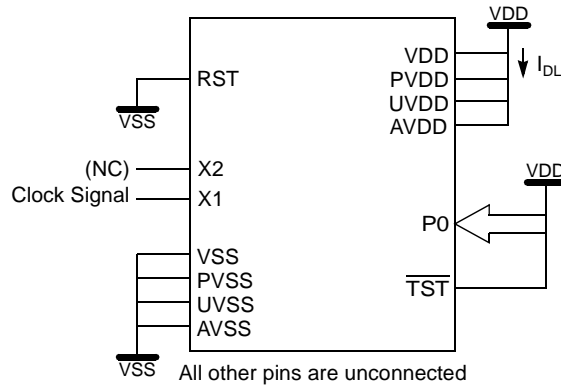 VDD
VDD
I_DL
RST
PVDD
UVDD
VSS
AVDD
(NC)
X2
VDD
Clock Signal
X1
P0
VSS
PVSS
TST
UVSS
AVSS
VSS
All other pins are unconnected